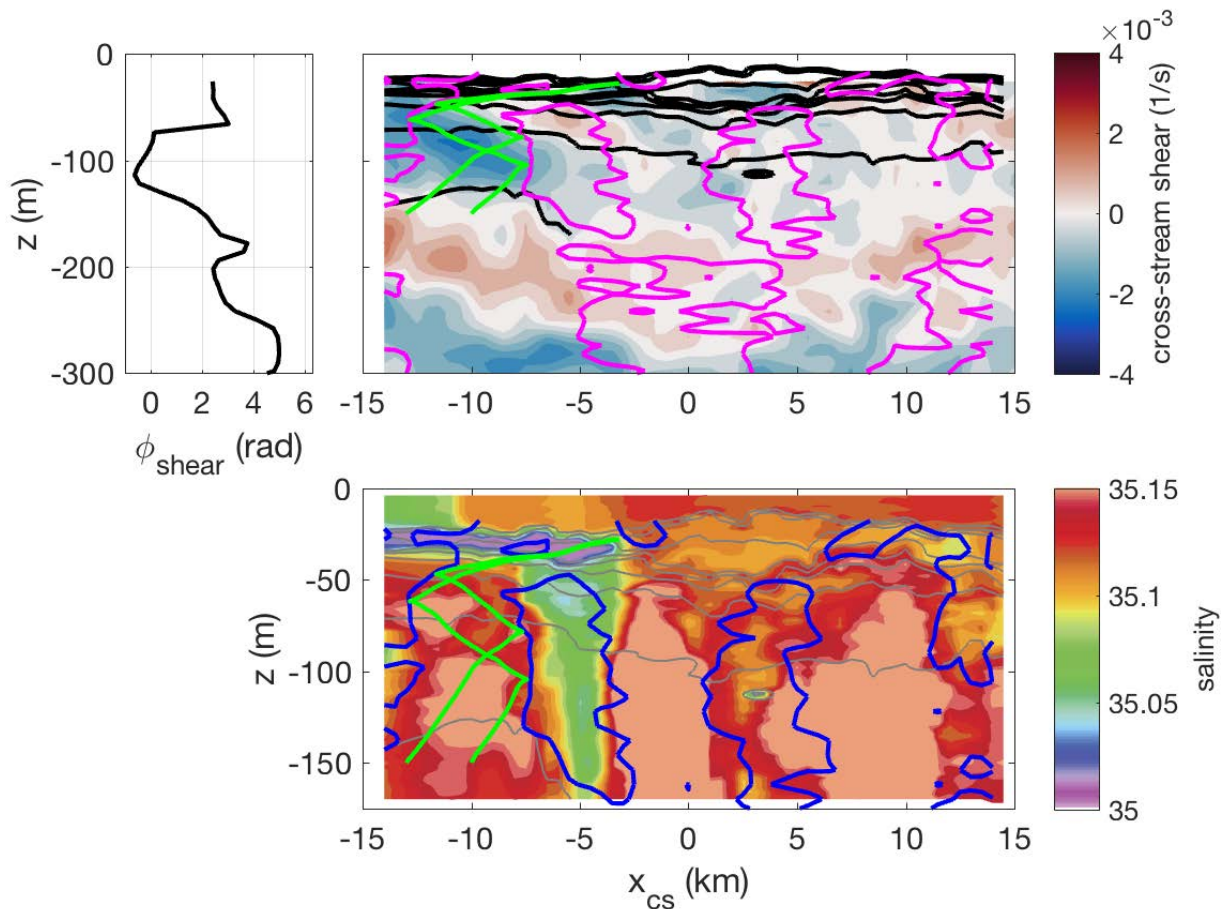 0
-100
-200
-300
z (m)
0 2 4 6
ϕshear (rad)
-15 -10 -5 0 5 10 15
×10-3
4
2
0
-2
-4
cross-stream shear (1/s)
0
-50
-100
-150
z (m)
-15 -10 -5 0 5 10 15
xcs (km)
35.15
35.1
35.05
35
salinity